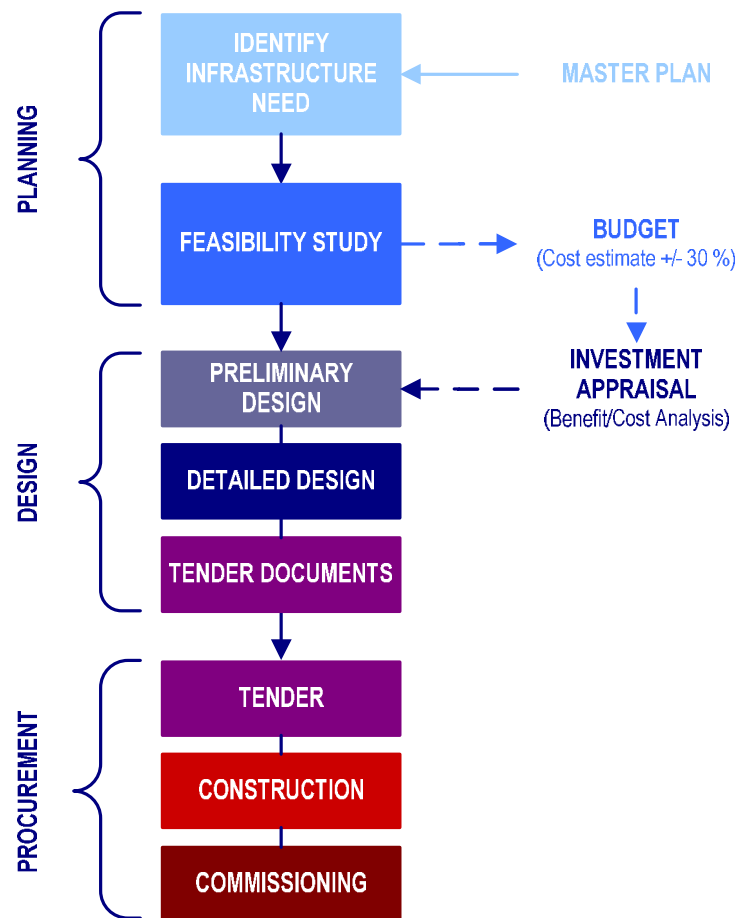 PLANNING
IDENTIFY
INFRASTRUCTURE
NEED
MASTER PLAN
FEASIBILITY STUDY
BUDGET
(Cost estimate +/- 30 %)
DESIGN
PRELIMINARY
DESIGN
INVESTMENT
APPRAISAL
(Benefit/Cost Analysis)
DETAILED DESIGN
TENDER DOCUMENTS
PROCUREMENT
TENDER
CONSTRUCTION
COMMISSIONING